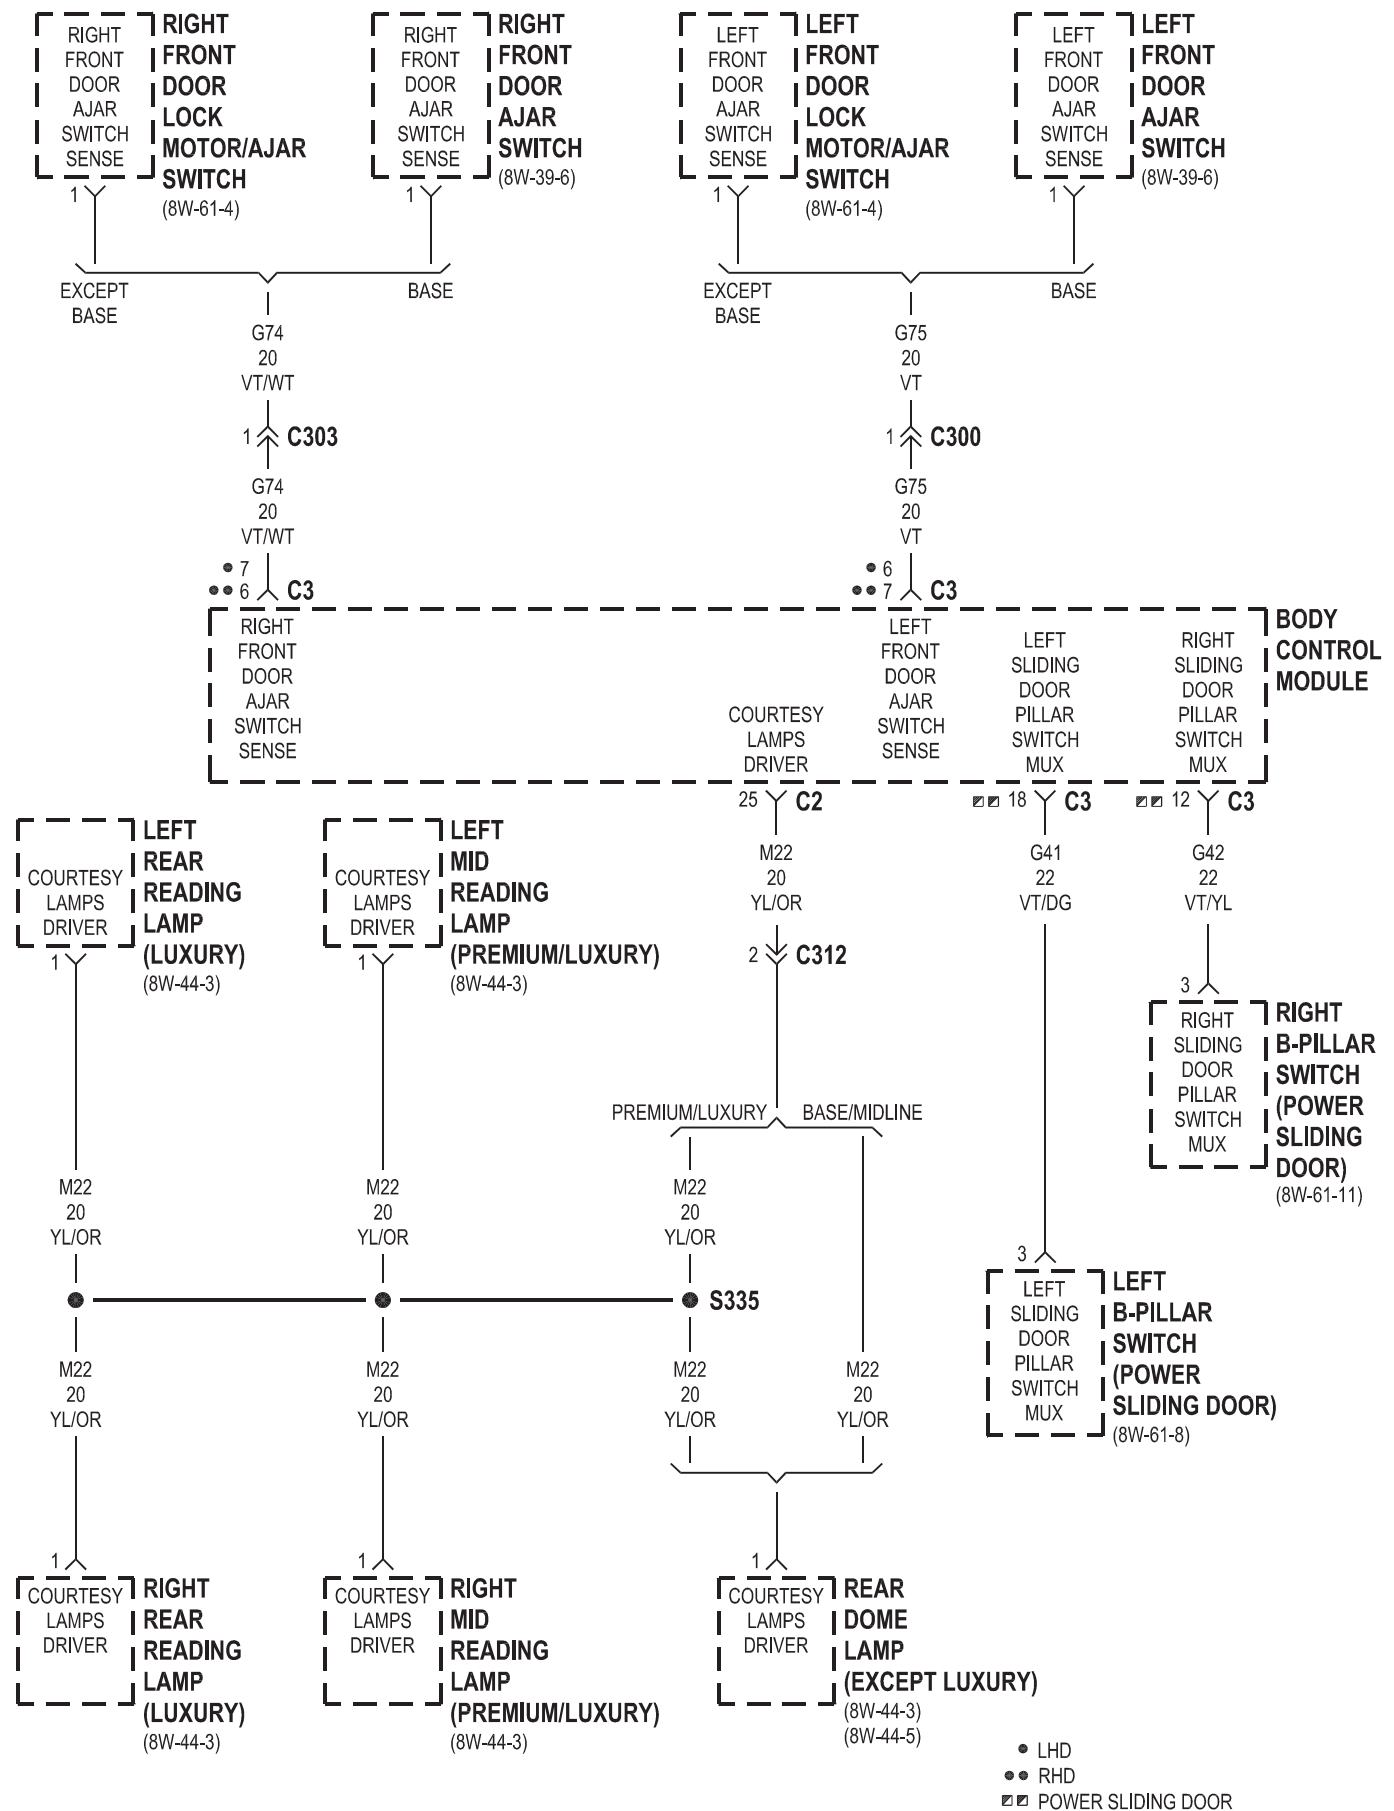 RIGHT
FRONT
DOOR
AJAR
SWITCH
SENSE
RIGHT
FRONT
DOOR
LOCK
MOTOR/AJAR
SWITCH
(8W-61-4)
RIGHT
FRONT
DOOR
AJAR
SWITCH
SENSE
RIGHT
FRONT
DOOR
AJAR
SWITCH
(8W-39-6)
LEFT
FRONT
DOOR
AJAR
SWITCH
SENSE
LEFT
FRONT
DOOR
LOCK
MOTOR/AJAR
SWITCH
(8W-61-4)
LEFT
FRONT
DOOR
AJAR
SWITCH
SENSE
LEFT
FRONT
DOOR
AJAR
SWITCH
(8W-39-6)
1
1
1
1
EXCEPT
BASE
BASE
EXCEPT
BASE
BASE
G74
20
VT/WT
1 C303
G74
20
VT/WT
7
6 C3
G75
20
VT
1 C300
G75
20
VT
6
7 C3
RIGHT
FRONT
DOOR
AJAR
SWITCH
SENSE
COURTESY
LAMPS
DRIVER
LEFT
FRONT
DOOR
AJAR
SWITCH
SENSE
LEFT
SLIDING
DOOR
PILLAR
SWITCH
MUX
RIGHT
SLIDING
DOOR
PILLAR
SWITCH
MUX
BODY
CONTROL
MODULE
25 C2
18 C3
12 C3
COURTESY
LAMPS
DRIVER
LEFT
REAR
READING
LAMP
(LUXURY)
(8W-44-3)
1
COURTESY
LAMPS
DRIVER
LEFT
MID
READING
LAMP
(PREMIUM/LUXURY)
(8W-44-3)
1
M22
20
YL/OR
2 C312
G41
22
VT/DG
G42
22
VT/YL
3
RIGHT
SLIDING
DOOR
PILLAR
SWITCH
MUX
RIGHT
B-PILLAR
SWITCH
(POWER
SLIDING
DOOR)
(8W-61-11)
PREMIUM/LUXURY
BASE/MIDLINE
M22
20
YL/OR
M22
20
YL/OR
M22
20
YL/OR
S335
3
LEFT
SLIDING
DOOR
PILLAR
SWITCH
MUX
LEFT
B-PILLAR
SWITCH
(POWER
SLIDING DOOR)
(8W-61-8)
M22
20
YL/OR
M22
20
YL/OR
M22
20
YL/OR
M22
20
YL/OR
1
COURTESY
LAMPS
DRIVER
RIGHT
REAR
READING
LAMP
(LUXURY)
(8W-44-3)
1
COURTESY
LAMPS
DRIVER
RIGHT
MID
READING
LAMP
(PREMIUM/LUXURY)
(8W-44-3)
1
COURTESY
LAMPS
DRIVER
REAR
DOME
LAMP
(EXCEPT LUXURY)
(8W-44-3)
(8W-44-5)
LHD
RHD
POWER SLIDING DOOR